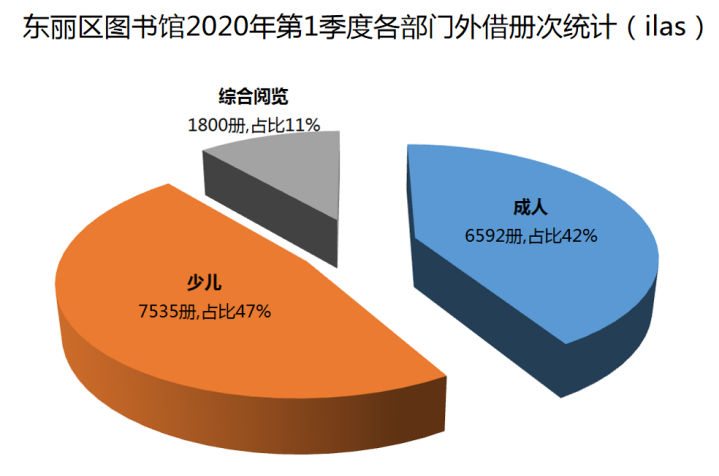 东丽区图书馆2020年第1季度各部门外借册次统计（ilas）
综合阅览
1800册,占比11%
成人
6592册,占比42%
少儿
7535册,占比47%